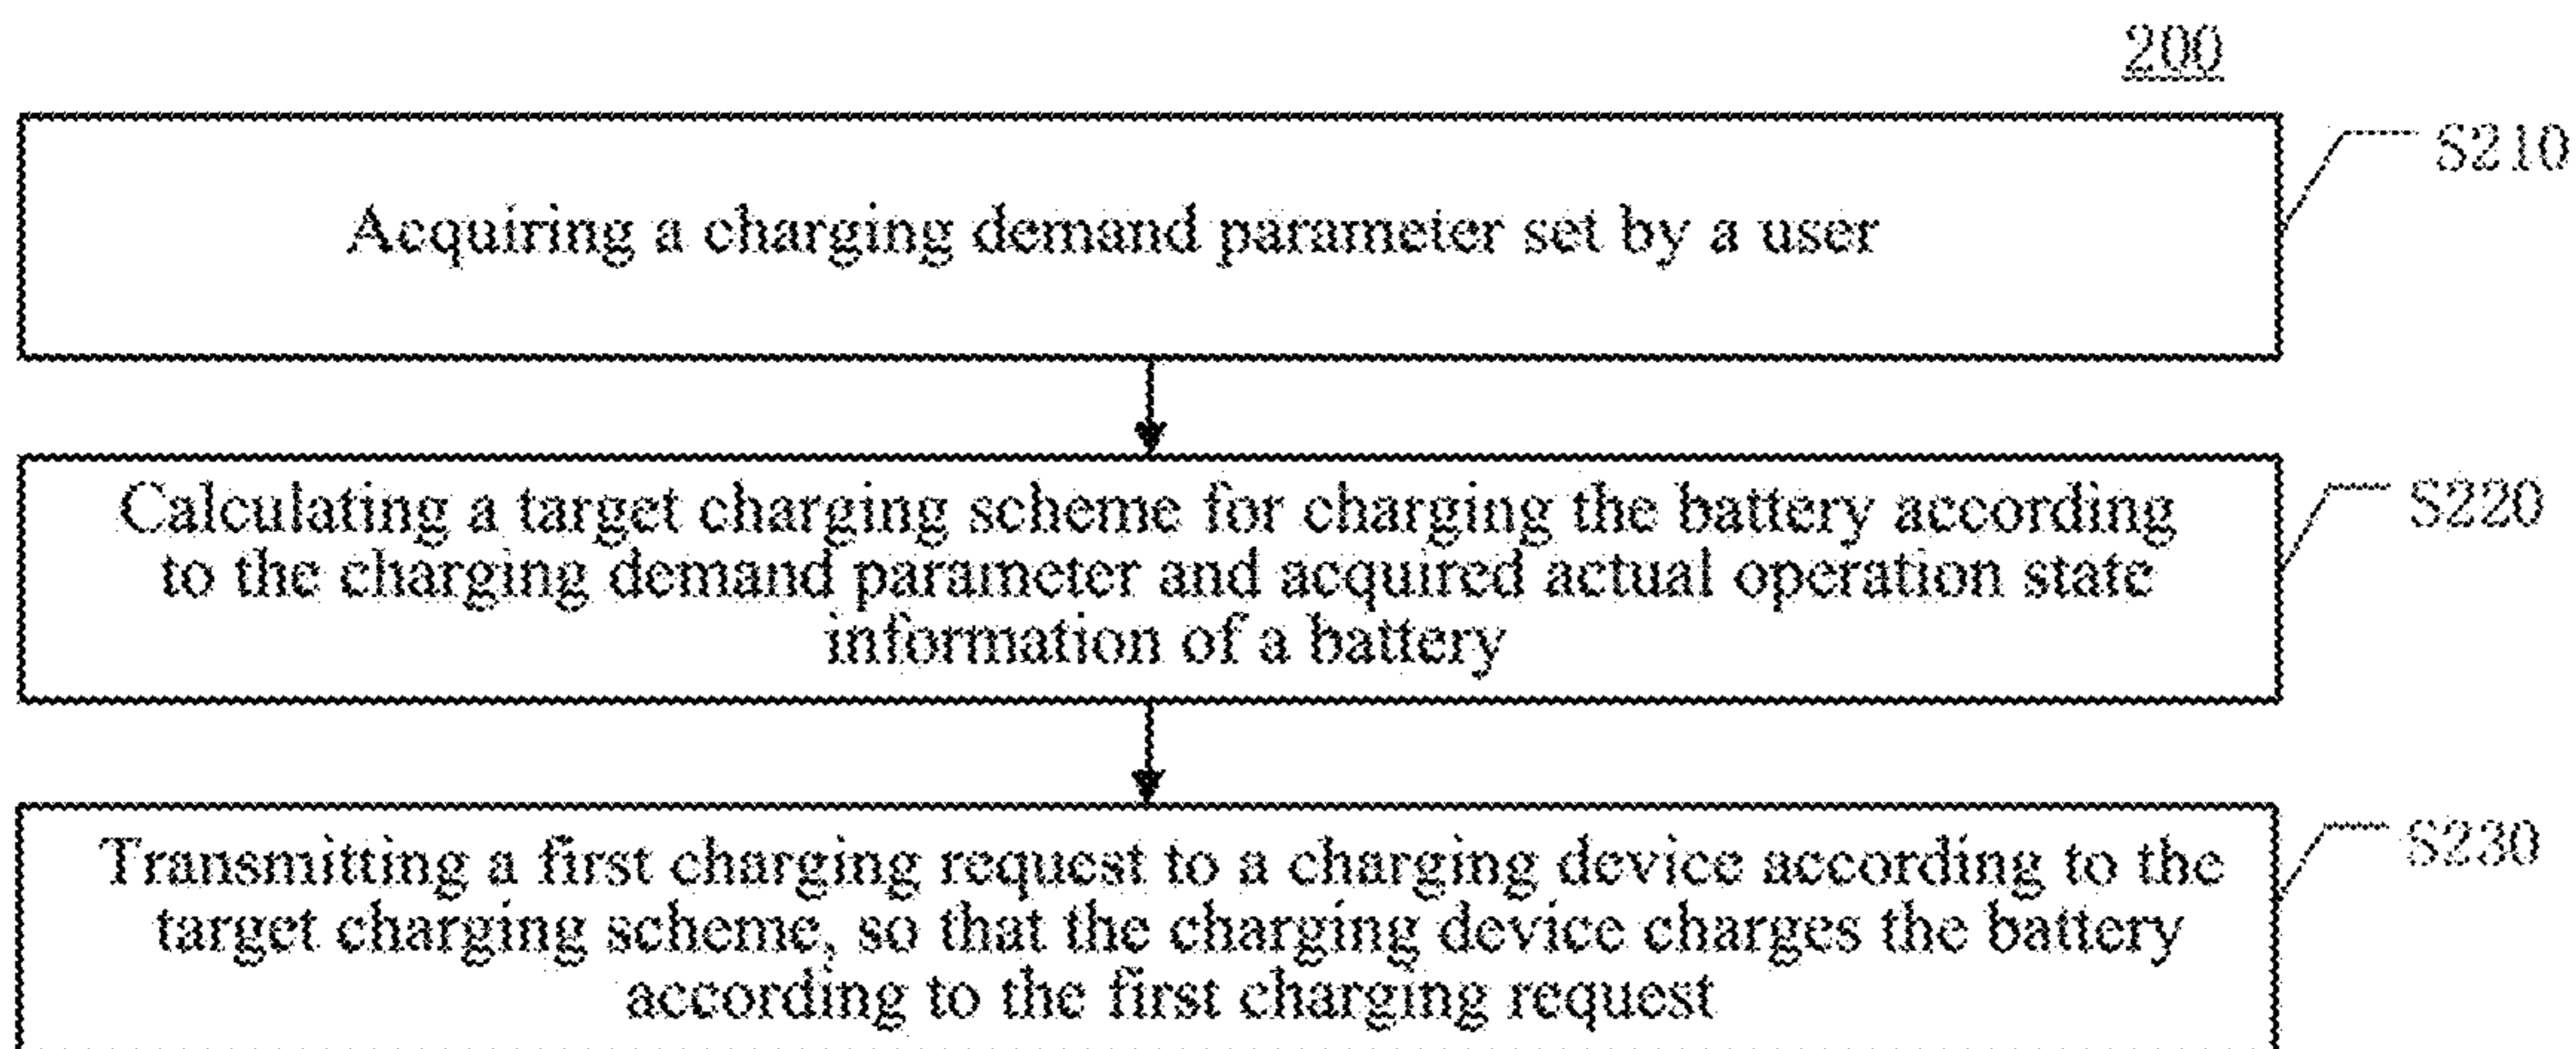 200
S210
Acquiring a charging demand parameter set by a user
S220
Calculating a target charging scheme for charging the battery according
to the charging demand parameter and acquired actual operation state
information of a battery
S230
Transmitting a first charging request to a charging device according to the
target charging scheme, so that the charging device charges the battery
according to the first charging request